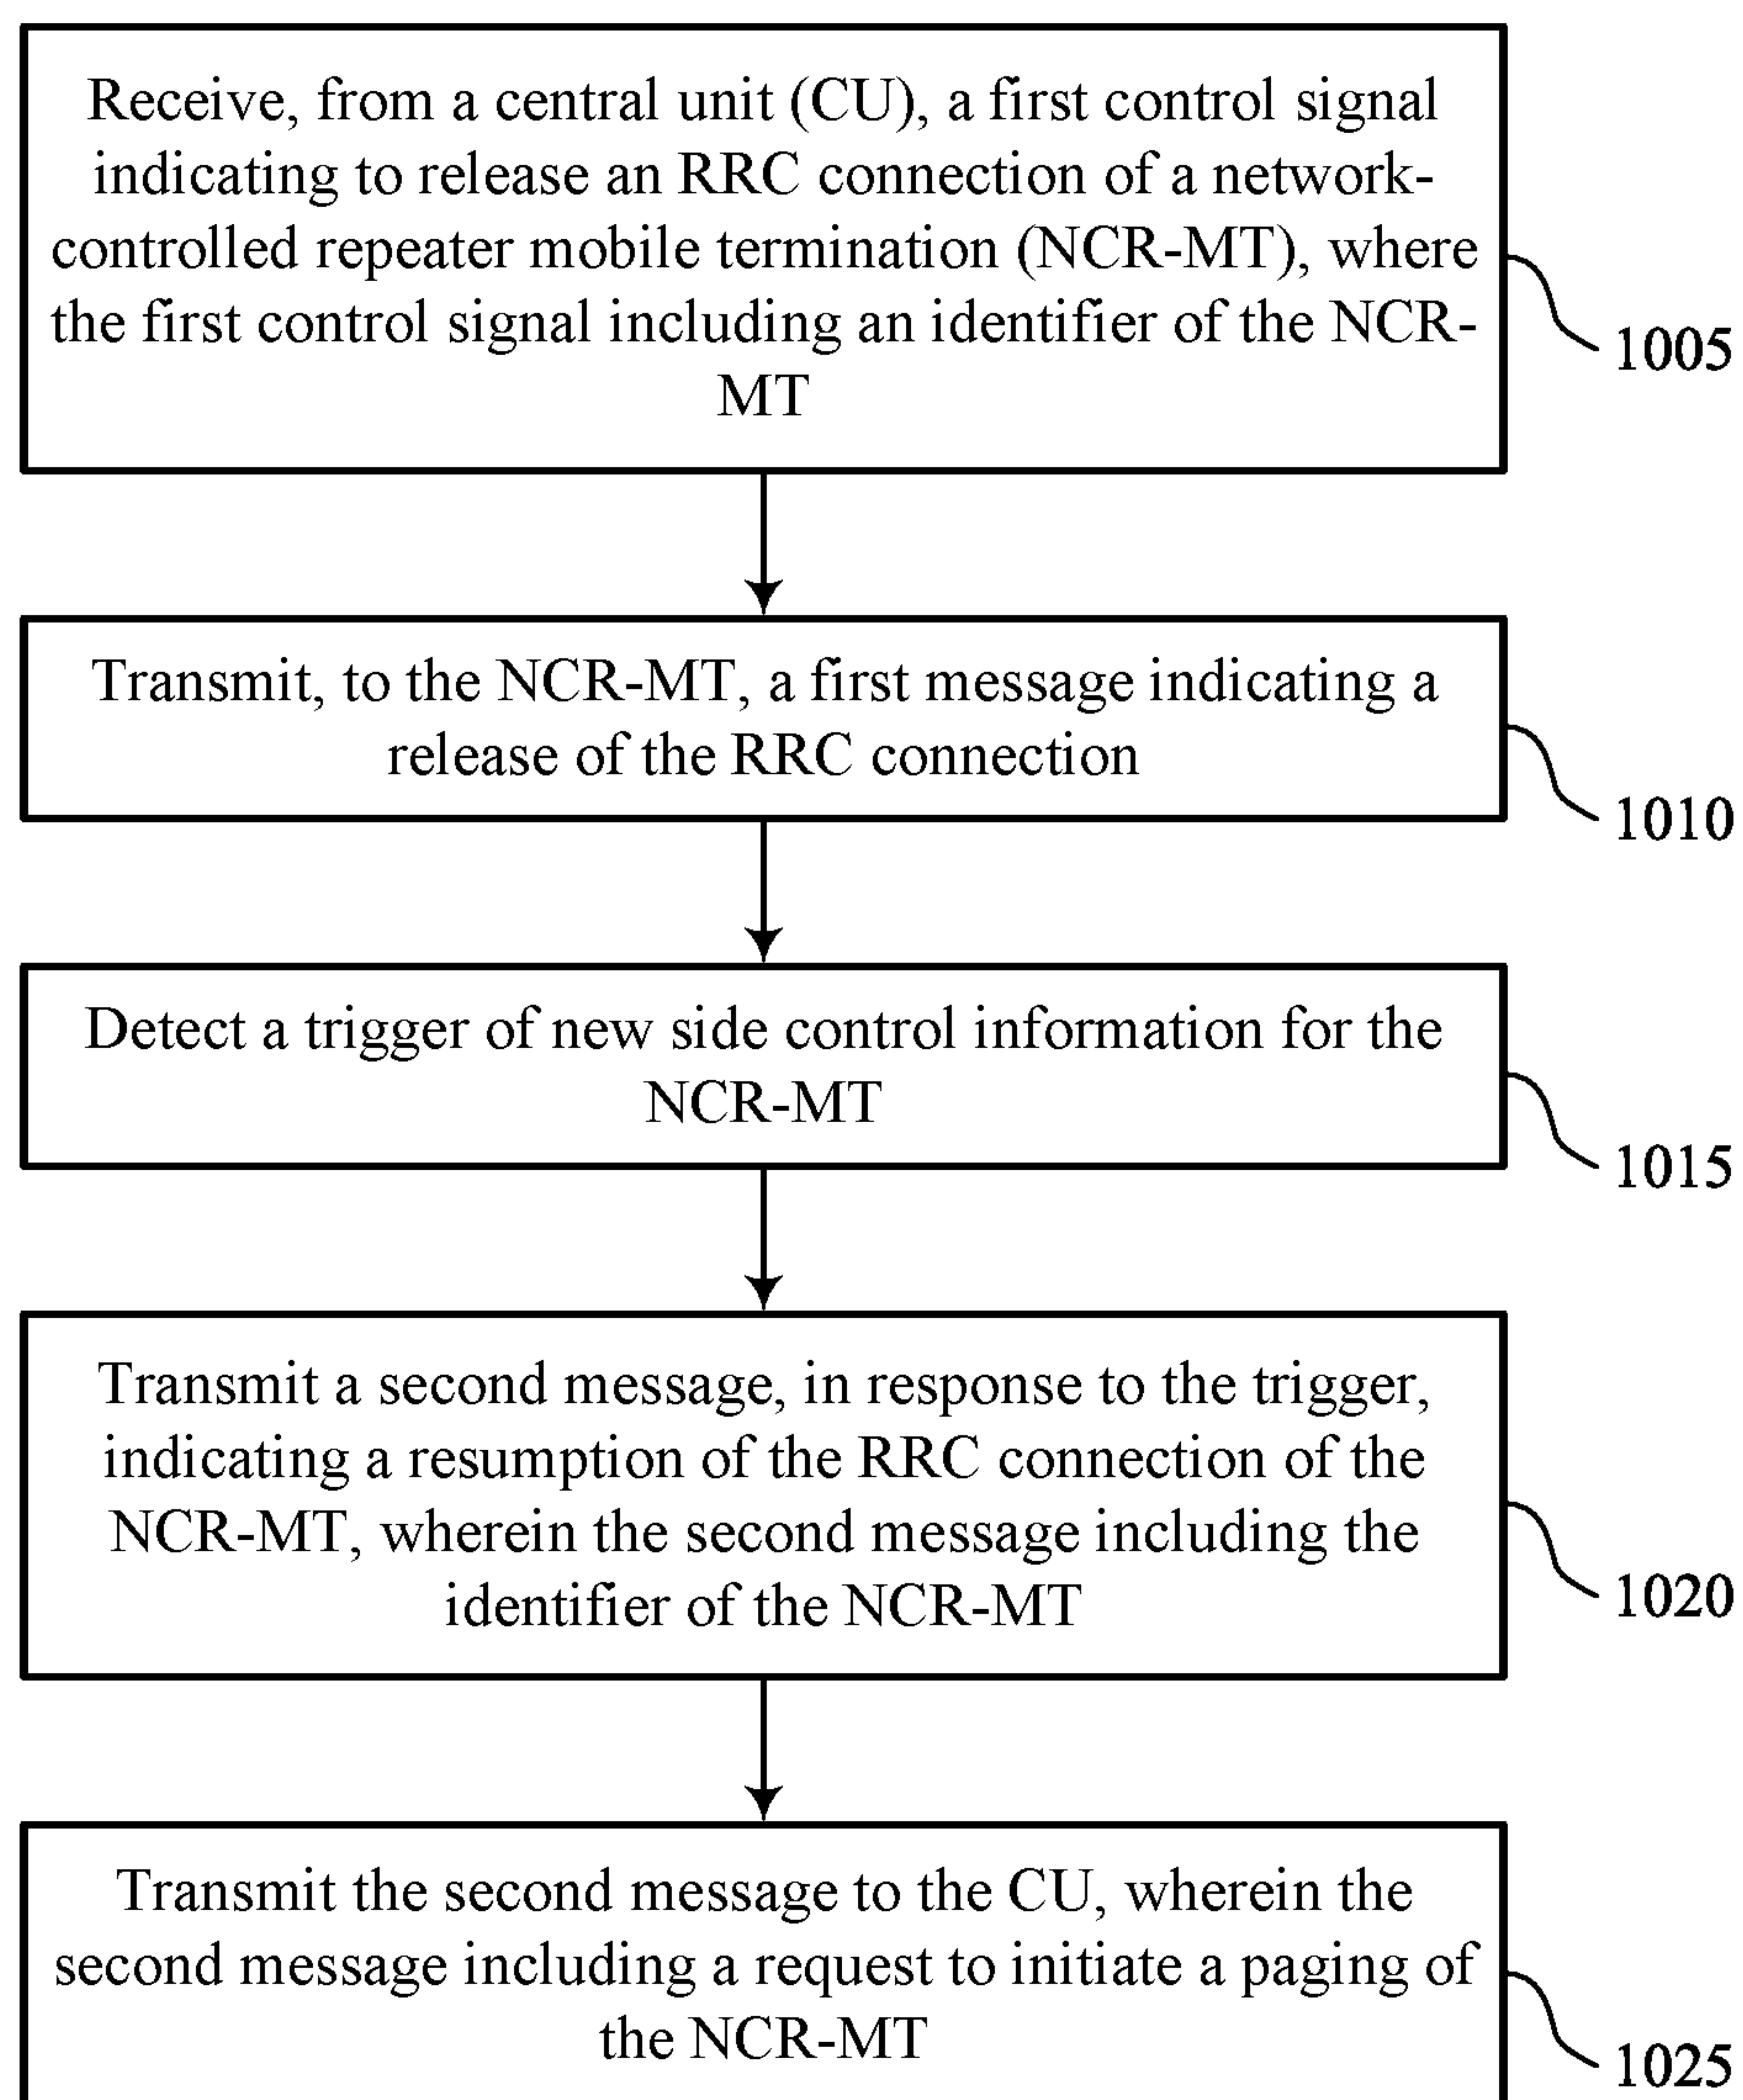 Receive, from a central unit (CU), a first control signal
indicating to release an RRC connection of a network-
controlled repeater mobile termination (NCR-MT), where
the first control signal including an identifier of the NCR-
MT
1005
Transmit, to the NCR-MT, a first message indicating a
release of the RRC connection
1010
Detect a trigger of new side control information for the
NCR-MT
1015
Transmit a second message, in response to the trigger,
indicating a resumption of the RRC connection of the
NCR-MT, wherein the second message including the
identifier of the NCR-MT
1020
Transmit the second message to the CU, wherein the
second message including a request to initiate a paging of
the NCR-MT
1025